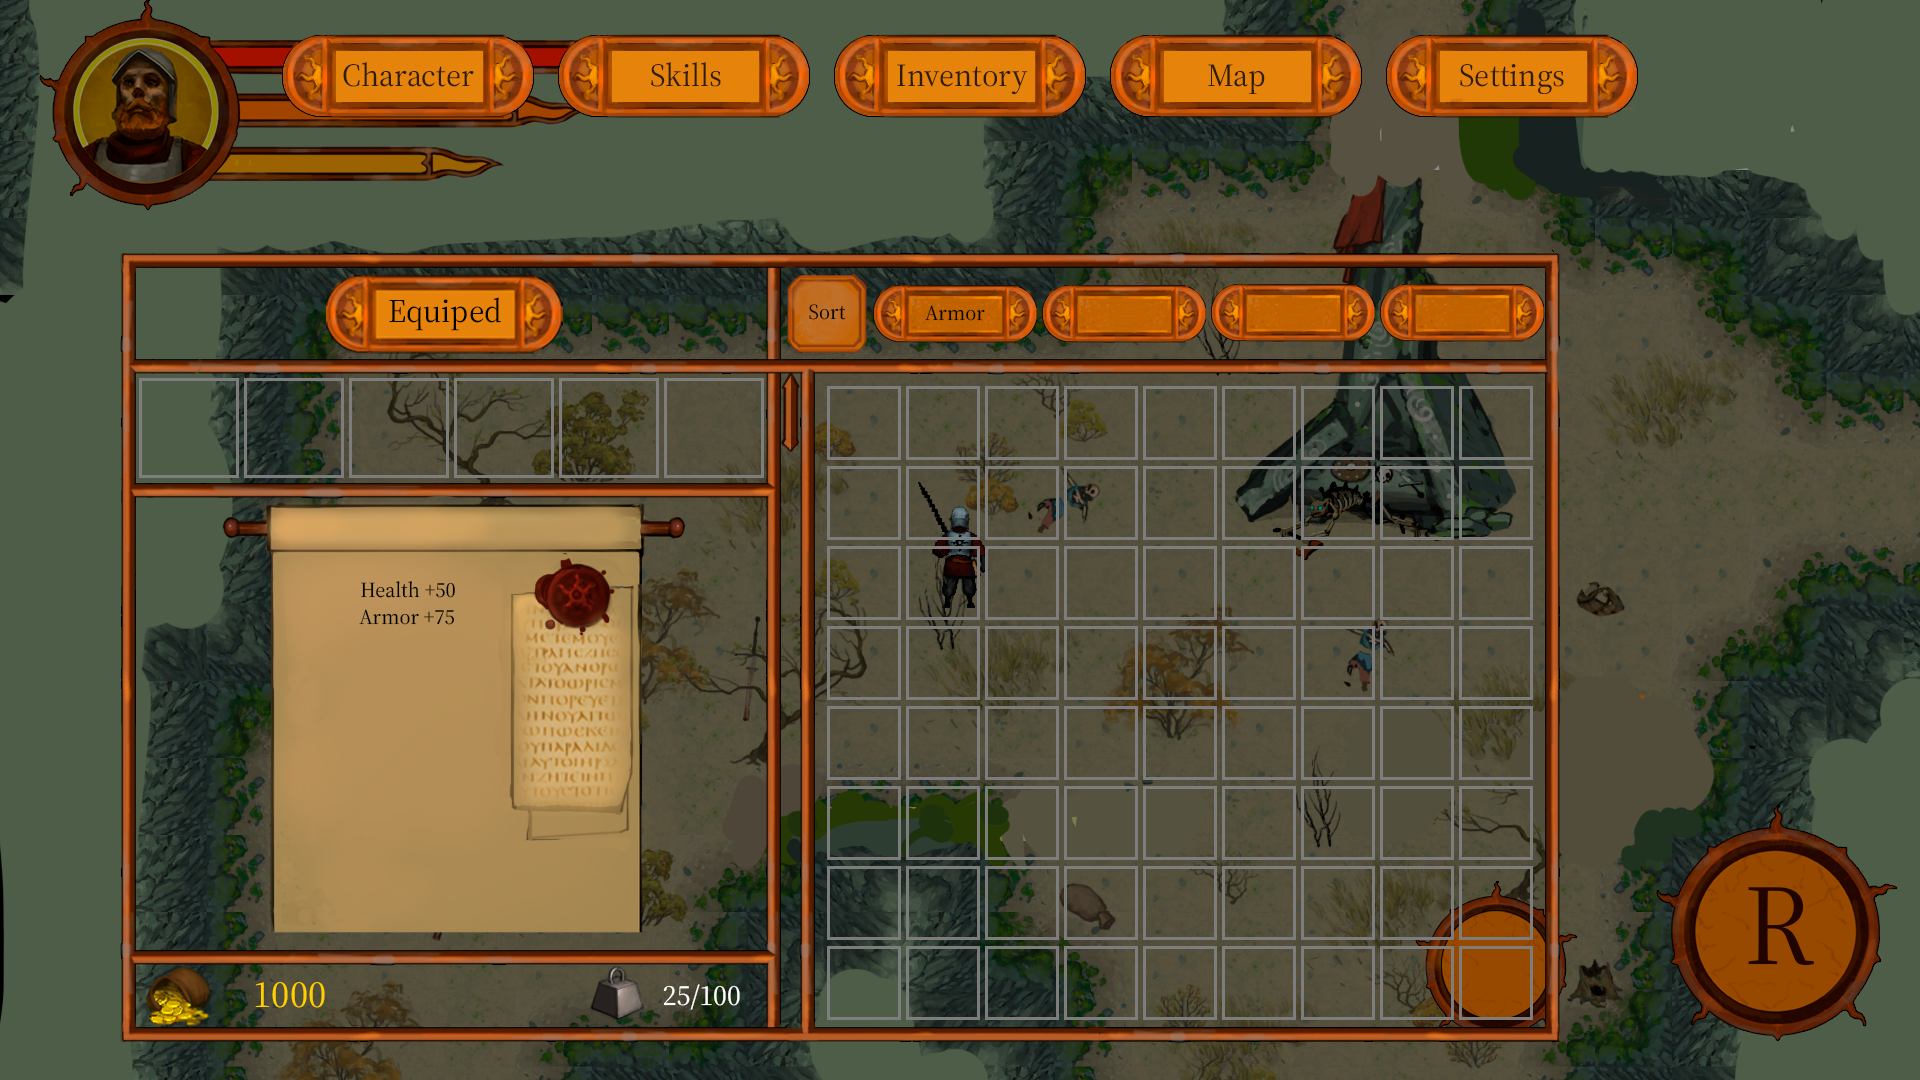 Character
Skills
Inventory
Map
Settings
Equiped
Sort
Armor
Health +50
Armor +75
1000
25/100
R